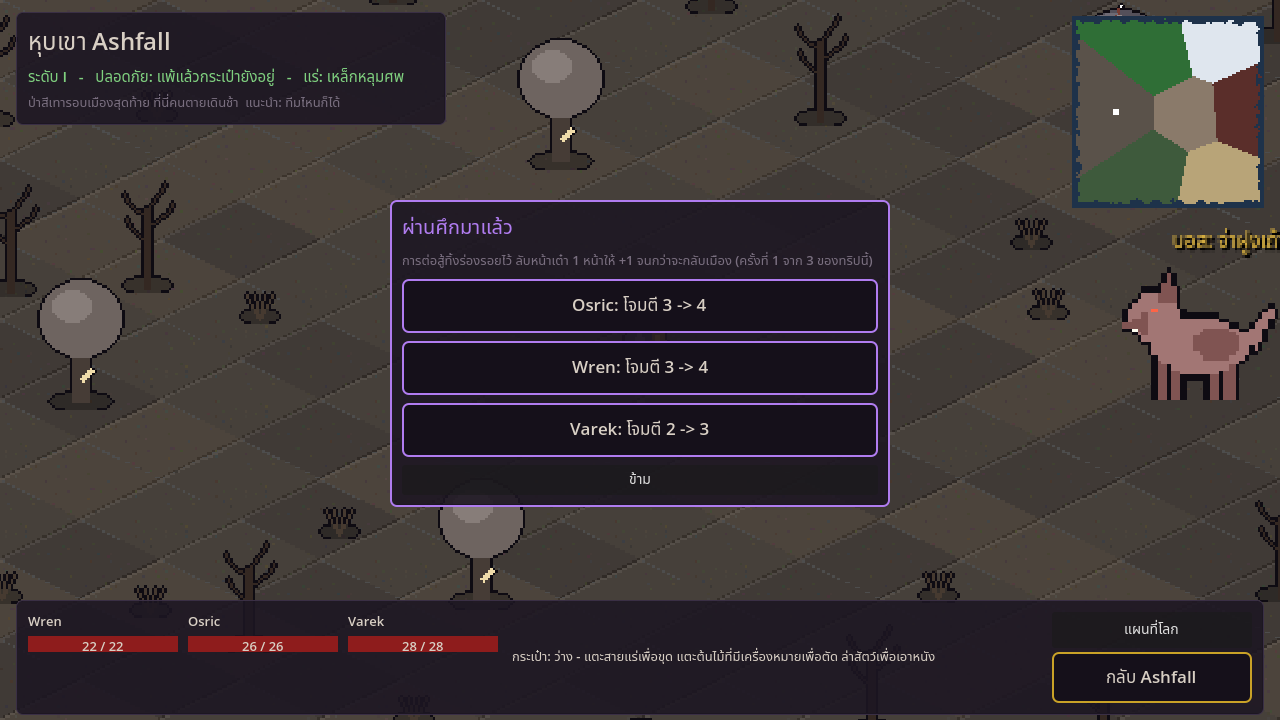 หุบเขา Ashfall
ระดับ I - ปลอดภัย: แพ้แล้วกระเป๋ายังอยู่ - แร่: เหล็กหลุมศพ
ป่าสีเทารอบเมืองสุดท้าย ที่นี่คนตายเดินช้า แนะนำ: ทีมไหนก็ได้
ผ่านศึกมาแล้ว
การต่อสู้ทิ้งร่องรอยไว้ ลับหน้าเต๋า 1 หน้าให้ +1 จนกว่าจะกลับเมือง (ครั้งที่ 1 จาก 3 ของทริปนี้)
Osric: โจมตี 3 -> 4
Wren: โจมตี 3 -> 4
Varek: โจมตี 2 -> 3
ข้าม
บอส:
Wren
22 / 22
Osric
26 / 26
Varek
28 / 28
กระเป๋า: ว่าง - แตะสายแร่เพื่อขุด แตะต้นไม้ที่มีเครื่องหมายเพื่อตัด ล่าสัตว์เพื่อเอาหนัง
แผนที่โลก
กลับ Ashfall